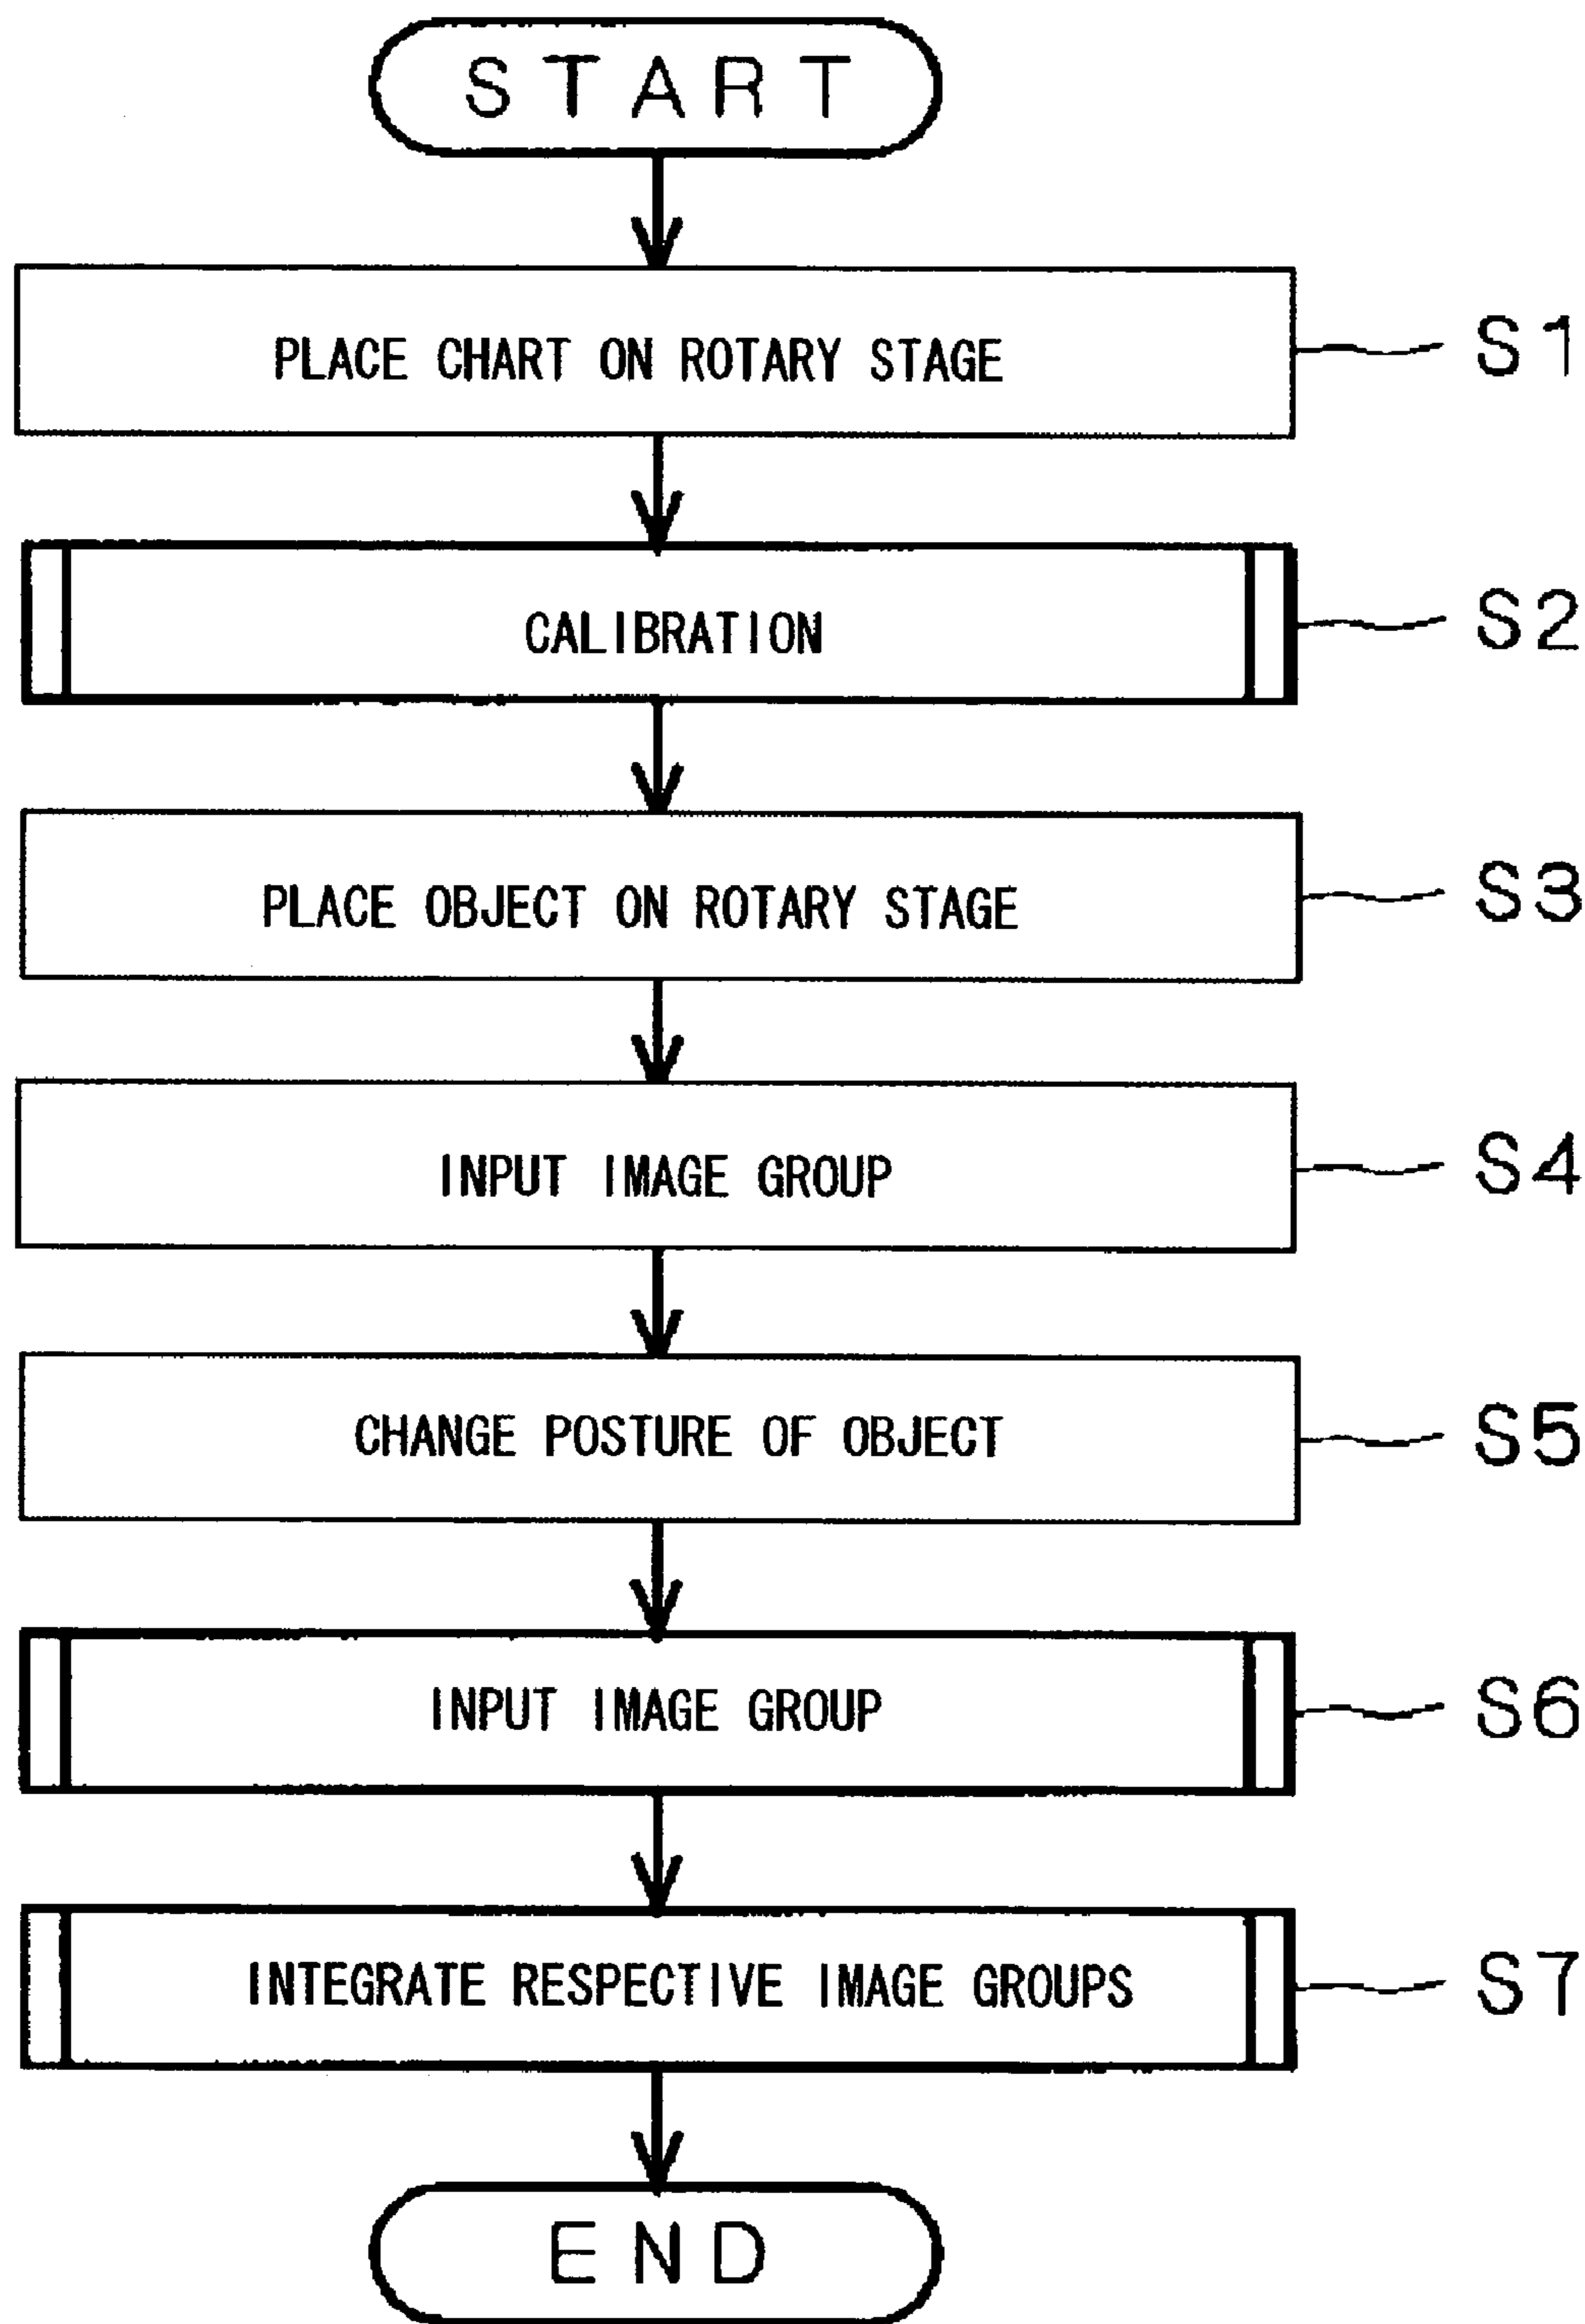 START
PLACE CHART ON ROTARY STAGE
S1
CALIBRATION
S2
PLACE OBJECT ON ROTARY STAGE
S3
INPUT IMAGE GROUP
S4
CHANGE POSTURE OF OBJECT
S5
INPUT IMAGE GROUP
S6
INTEGRATE RESPECTIVE IMAGE GROUPS
S7
END